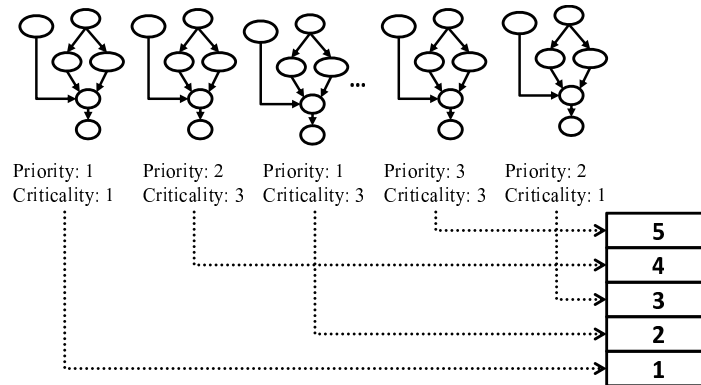 ...
Priority: 1
Criticality: 1
Priority: 2
Criticality: 3
Priority: 1
Criticality: 3
Priority: 3
Criticality: 3
Priority: 2
Criticality: 1
5
4
3
2
1